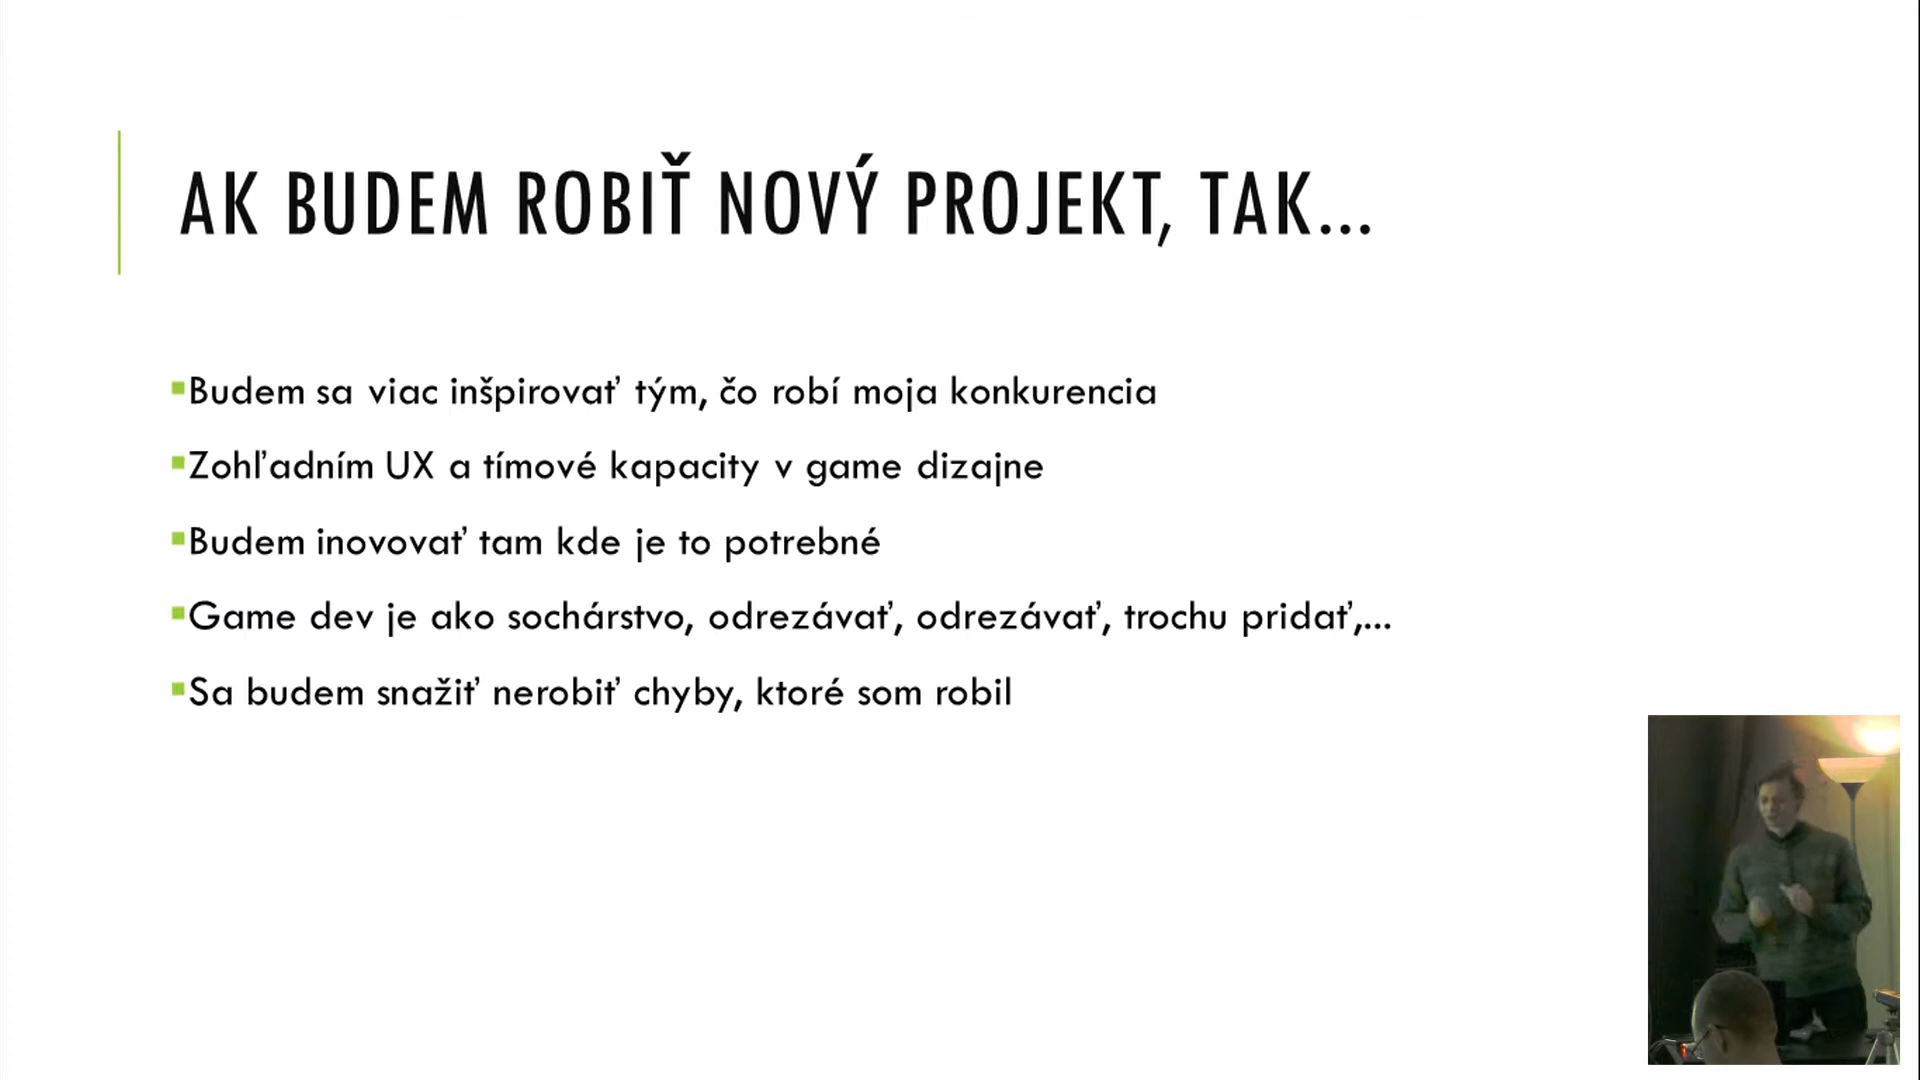 AK BUDEM ROBIŤ NOVÝ PROJEKT, TAK...
Budem sa viac inšpirovať tým, čo robí moja konkurencia
Zohľadním UX a tímové kapacity v game dizajne
Budem inovovať tam kde je to potrebné
Game dev je ako sochárstvo, odrezávať, odrezávať, trochu pridať,...
Sa budem snažiť nerobiť chyby, ktoré som robil